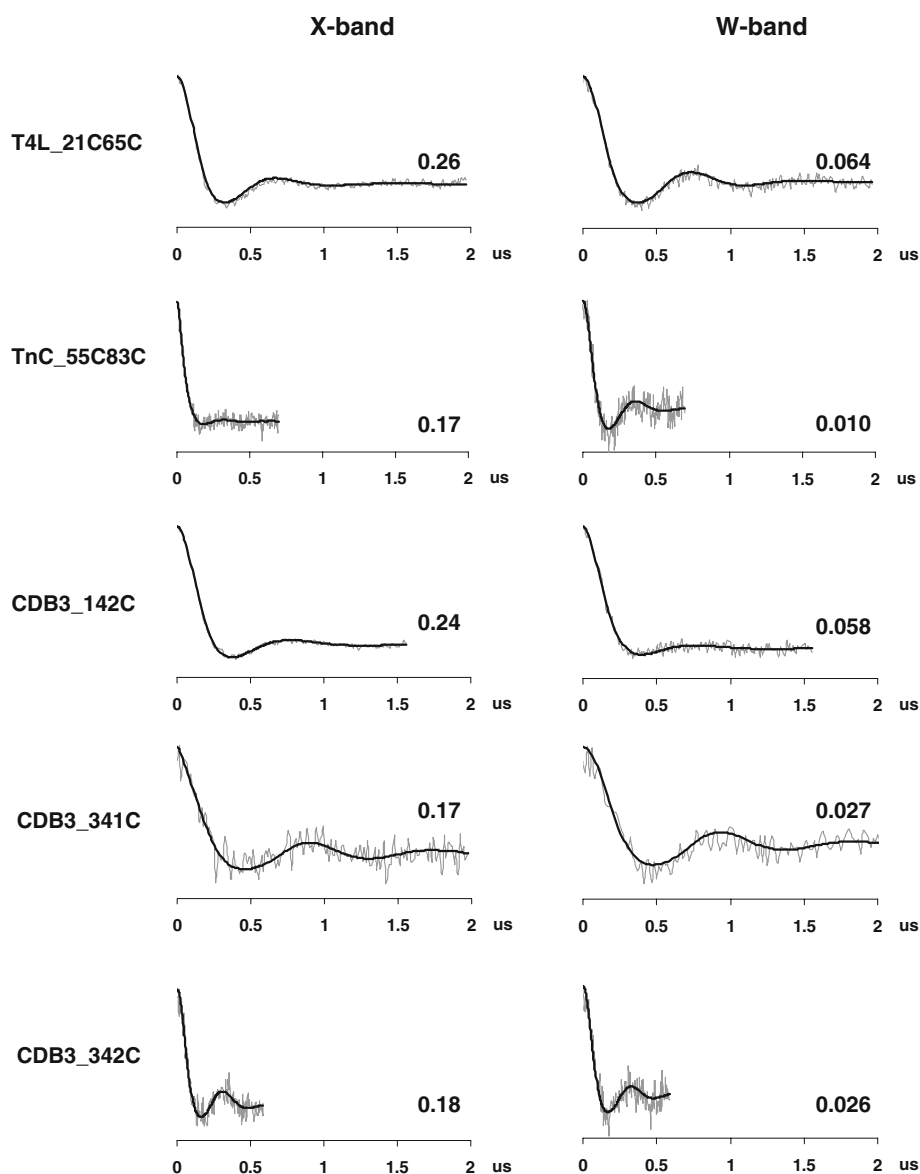 X-band W-band
T4L_21C65C
0.26 0.064
0 0.5 1 1.5 2 us 0 0.5 1 1.5 2 us
TnC_55C83C
0.17 0.010
0 0.5 1 1.5 2 us 0 0.5 1 1.5 2 us
CDB3_142C
0.24 0.058
0 0.5 1 1.5 2 us 0 0.5 1 1.5 2 us
CDB3_341C
0.17 0.027
0 0.5 1 1.5 2 us 0 0.5 1 1.5 2 us
CDB3_342C
0.18 0.026
0 0.5 1 1.5 2 us 0 0.5 1 1.5 2 us